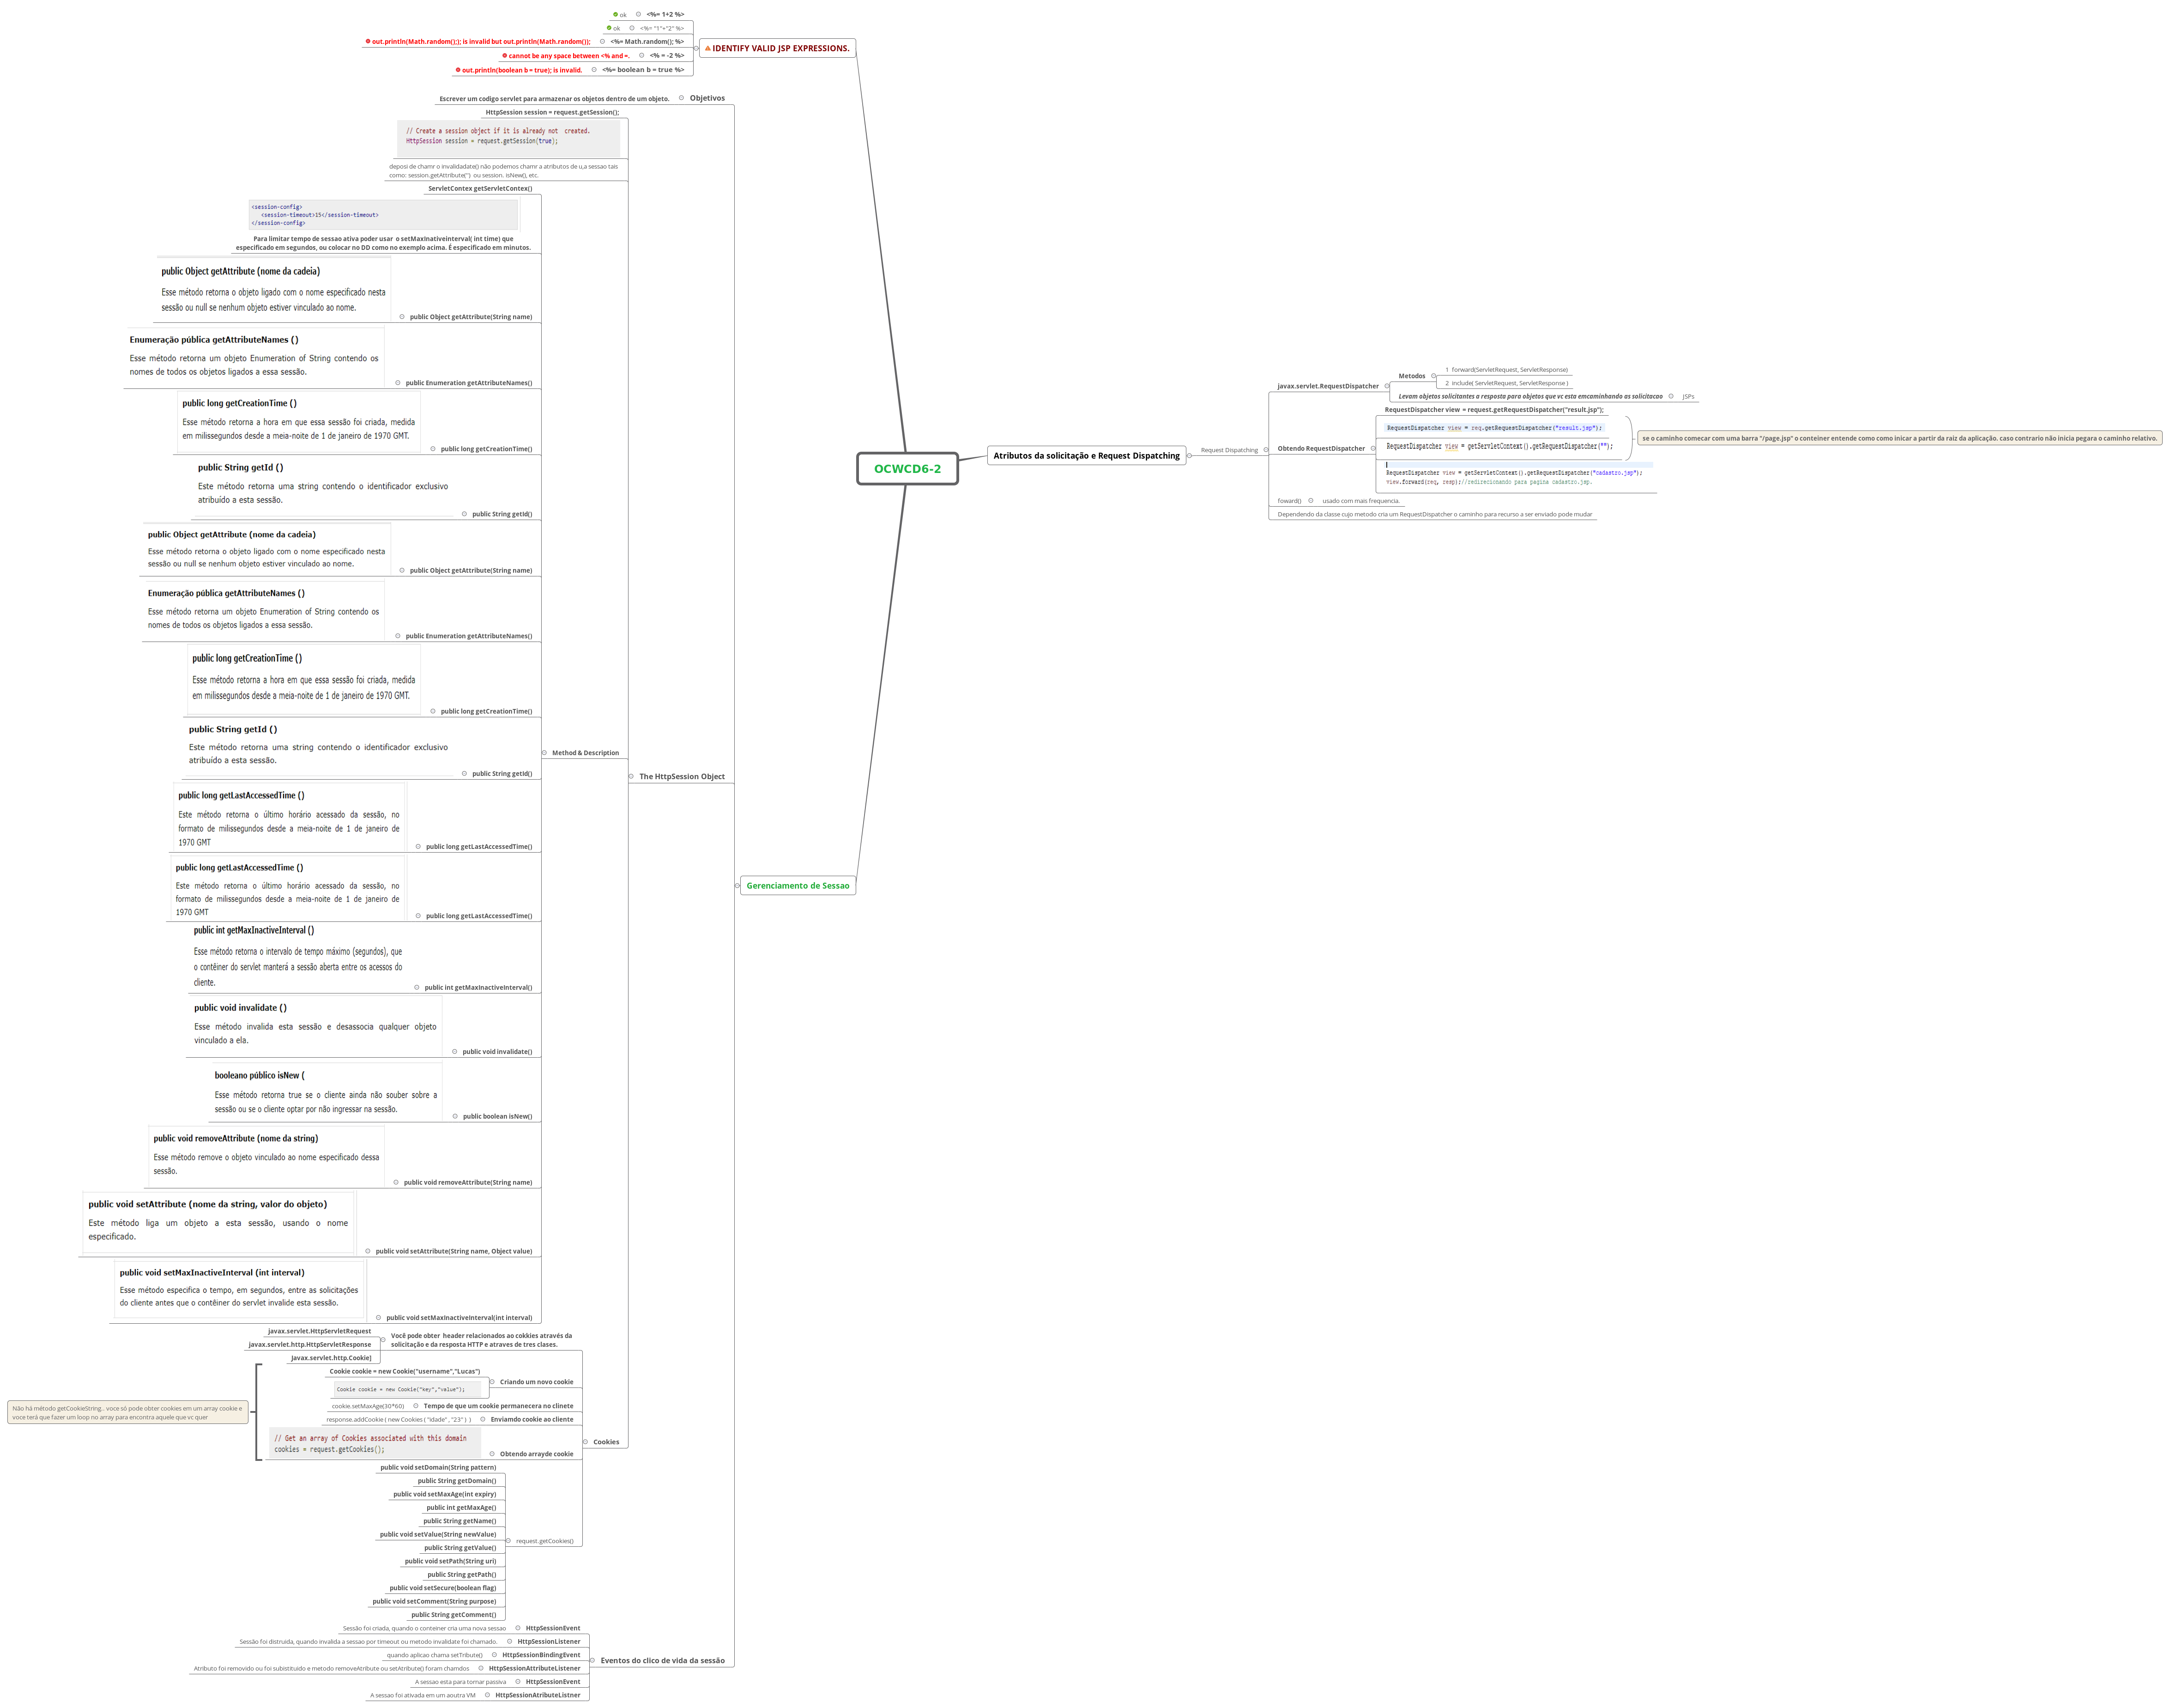 ok <%= 1+2 %>
ok <%= "1"+"2" %>
out.println(Math.random();); is invalid but out.println(Math.random()); <%= Math.random(); %>
cannot be any space between <% and =. <% = -2 %>
out.println(boolean b = true); is invalid. <%= boolean b = true %>
IDENTIFY VALID JSP EXPRESSIONS.
Escrever um codigo servlet para armazenar os objetos dentro de um objeto. Objetivos
HttpSession session = request.getSession();
// Create a session object if it is already not created.
HttpSession session = request.getSession(true);
deposi de chamr o invalidadate() não podemos chamr a atributos de u,a sessao tais
como: session.getAttribute('') ou session. isNew(), etc.
ServletContex getServletContex()
<session-config>
<session-timeout>15</session-timeout>
</session-config>
Para limitar tempo de sessao ativa poder usar o setMaxInativeinterval( int time) que
especificado em segundos, ou colocar no DD como no exemplo acima. É especificado em minutos.
public Object getAttribute (nome da cadeia)
Esse método retorna o objeto ligado com o nome especificado nesta
sessão ou null se nenhum objeto estiver vinculado ao nome.
public Object getAttribute(String name)
Enumeração pública getAttributeNames ()
Esse método retorna um objeto Enumeration of String contendo os
nomes de todos os objetos ligados a essa sessão.
public Enumeration getAttributeNames()
public long getCreationTime ()
Esse método retorna a hora em que essa sessão foi criada, medida
em milissegundos desde a meia-noite de 1 de janeiro de 1970 GMT.
public long getCreationTime()
public String getId ()
Este método retorna uma string contendo o identificador exclusivo
atribuído a esta sessão.
public String getId()
public Object getAttribute (nome da cadeia)
Esse método retorna o objeto ligado com o nome especificado nesta
sessão ou null se nenhum objeto estiver vinculado ao nome.
public Object getAttribute(String name)
Enumeração pública getAttributeNames ()
Esse método retorna um objeto Enumeration of String contendo os
nomes de todos os objetos ligados a essa sessão.
public Enumeration getAttributeNames()
public long getCreationTime ()
Esse método retorna a hora em que essa sessão foi criada, medida
em milissegundos desde a meia-noite de 1 de janeiro de 1970 GMT.
public long getCreationTime()
public String getId ()
Este método retorna uma string contendo o identificador exclusivo
atribuído a esta sessão.
public String getId()
public long getLastAccessedTime ()
Este método retorna o último horário acessado da sessão, no
formato de milissegundos desde a meia-noite de 1 de janeiro de
1970 GMT
public long getLastAccessedTime()
public long getLastAccessedTime ()
Este método retorna o último horário acessado da sessão, no
formato de milissegundos desde a meia-noite de 1 de janeiro de
1970 GMT
public long getLastAccessedTime()
public int getMaxInactiveInterval ()
Esse método retorna o intervalo de tempo máximo (segundos), que
o contêiner do servlet manterá a sessão aberta entre os acessos do
cliente.
public int getMaxInactiveInterval()
public void invalidate ()
Esse método invalida esta sessão e desassocia qualquer objeto
vinculado a ela.
public void invalidate()
booleano público isNew (
Esse método retorna true se o cliente ainda não souber sobre a
sessão ou se o cliente optar por não ingressar na sessão.
public boolean isNew()
public void removeAttribute (nome da string)
Esse método remove o objeto vinculado ao nome especificado dessa
sessão.
public void removeAttribute(String name)
public void setAttribute (nome da string, valor do objeto)
Este método liga um objeto a esta sessão, usando o nome
especificado.
public void setAttribute(String name, Object value)
public void setMaxInactiveInterval (int interval)
Esse método especifica o tempo, em segundos, entre as solicitações
do cliente antes que o contêiner do servlet invalide esta sessão.
public void setMaxInactiveInterval(int interval)
Method & Description
The HttpSession Object
javax.servlet.HttpServletRequest
javax.servlet.http.HttpServletResponse
Javax.servlet.http.Cookie]
Você pode obter header relacionados ao cokkies através da
solicitação e da resposta HTTP e atraves de tres classes.
Cookie cookie = new Cookie("username","Lucas")
Cookie cookie = new Cookie("key","value");
Criando um novo cookie
cookie.setMaxAge(30*60) Tempo de que um cookie permanecera no clinete
response.addCookie ( new Cookies ( "idade" , "23" ) ) Enviamdo cookie ao cliente
// Get an array of Cookies associated with this domain
cookies = request.getCookies();
Obtendo arrayde cookie
Não há método getCookieString.. voce só pode obter cookies em um array cookie e
voce terá que fazer um loop no array para encontra aquele que vc quer
Cookies
public void setDomain(String pattern)
public String getDomain()
public void setMaxAge(int expiry)
public int getMaxAge()
public String getName()
public void setValue(String newValue)
public String getValue()
public void setPath(String uri)
public String getPath()
public void setSecure(boolean flag)
public void setComment(String purpose)
public String getComment()
request.getCookies()
Sessão foi criada, quando o conteiner cria uma nova sessao HttpSessionEvent
Sessão foi distruida, quando invalida a sessao por timeout ou metodo invalidate foi chamado. HttpSessionListener
quando aplicao chama setTribute() HttpSessionBindingEvent
Atributo foi removido ou foi subistituido e metodo removeAtribute ou setAtribute() foram chamdos HttpSessionAttributeListener
A sessao esta para tornar passiva HttpSessionEvent
A sessao foi ativada em um aoutra VM HttpSessionAtributeListner
Eventos do clico de vida da sessão
Gerenciamento de Sessao
OCWCD6-2
Atributos da solicitação e Request Dispatching
Request Dispatching
javax.servlet.RequestDispatcher
Metodos
1 forward(ServletRequest, ServletResponse)
2 include( ServletRequest, ServletResponse )
Levam objetos solicitantes a resposta para objetos que vc esta emcaminhando as solicitacao JSPs
Obtendo RequestDispatcher
RequestDispatcher view = request.getRequestDispatcher("result.jsp");
RequestDispatcher view = req.getRequestDispatcher("result.jsp");
RequestDispatcher view = getServletContext().getRequestDispatcher("");
RequestDispatcher view = getServletContext().getRequestDispatcher("cadastro.jsp");
view.forward(req, resp);//redirecionando para pagina cadastro.jsp.
se o caminho comecar com uma barra "/page.jsp" o conteiner entende como como inicar a partir da raiz da aplicação. caso contrario não inicia pegara o caminho relativo.
foward() usado com mais frequencia.
Dependendo da classe cujo metodo cria um RequestDispatcher o caminho para recurso a ser enviado pode mudar